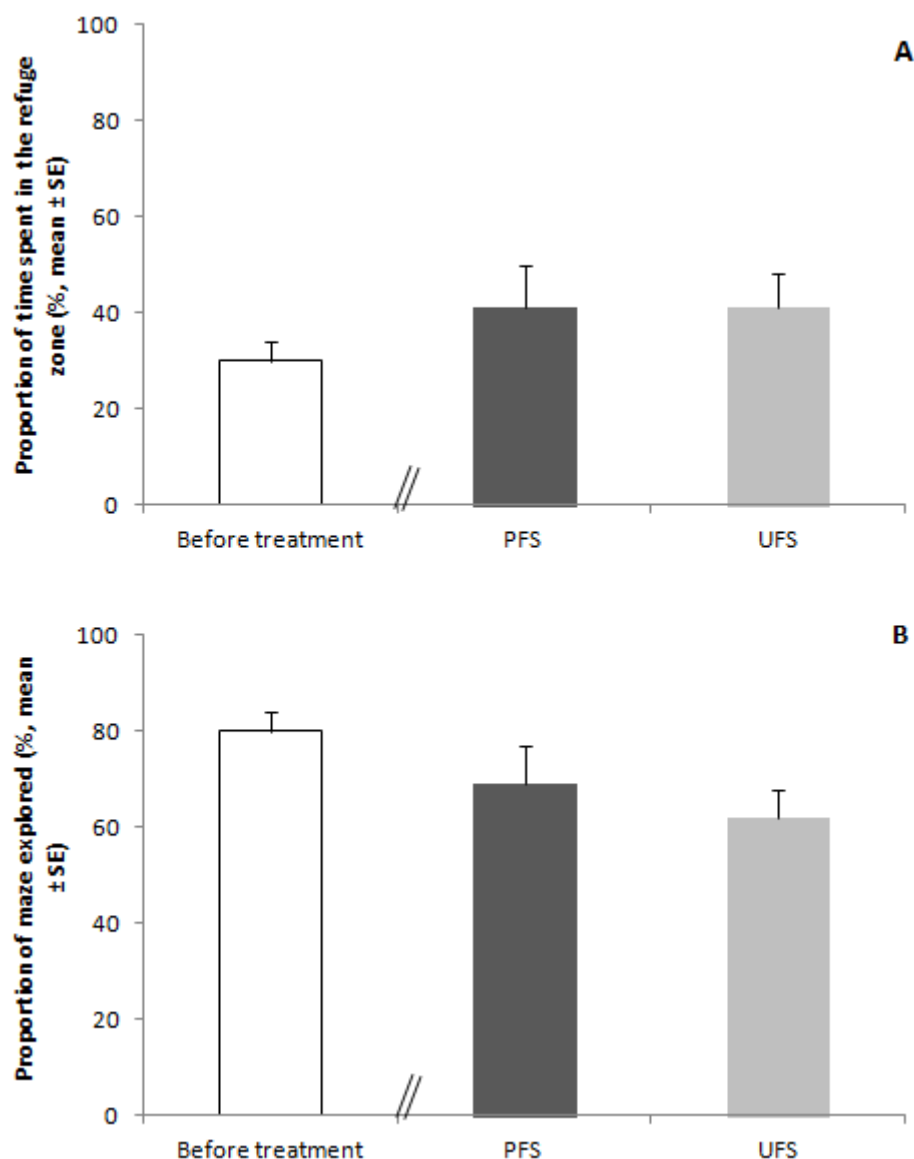 A
Proportion of time spent in the refuge
zone (%, mean ± SE)
100
80
60
40
20
0
Before treatment PFS UFS
B
Proportion of maze explored (%, mean
± SE)
100
80
60
40
20
0
Before treatment PFS UFS